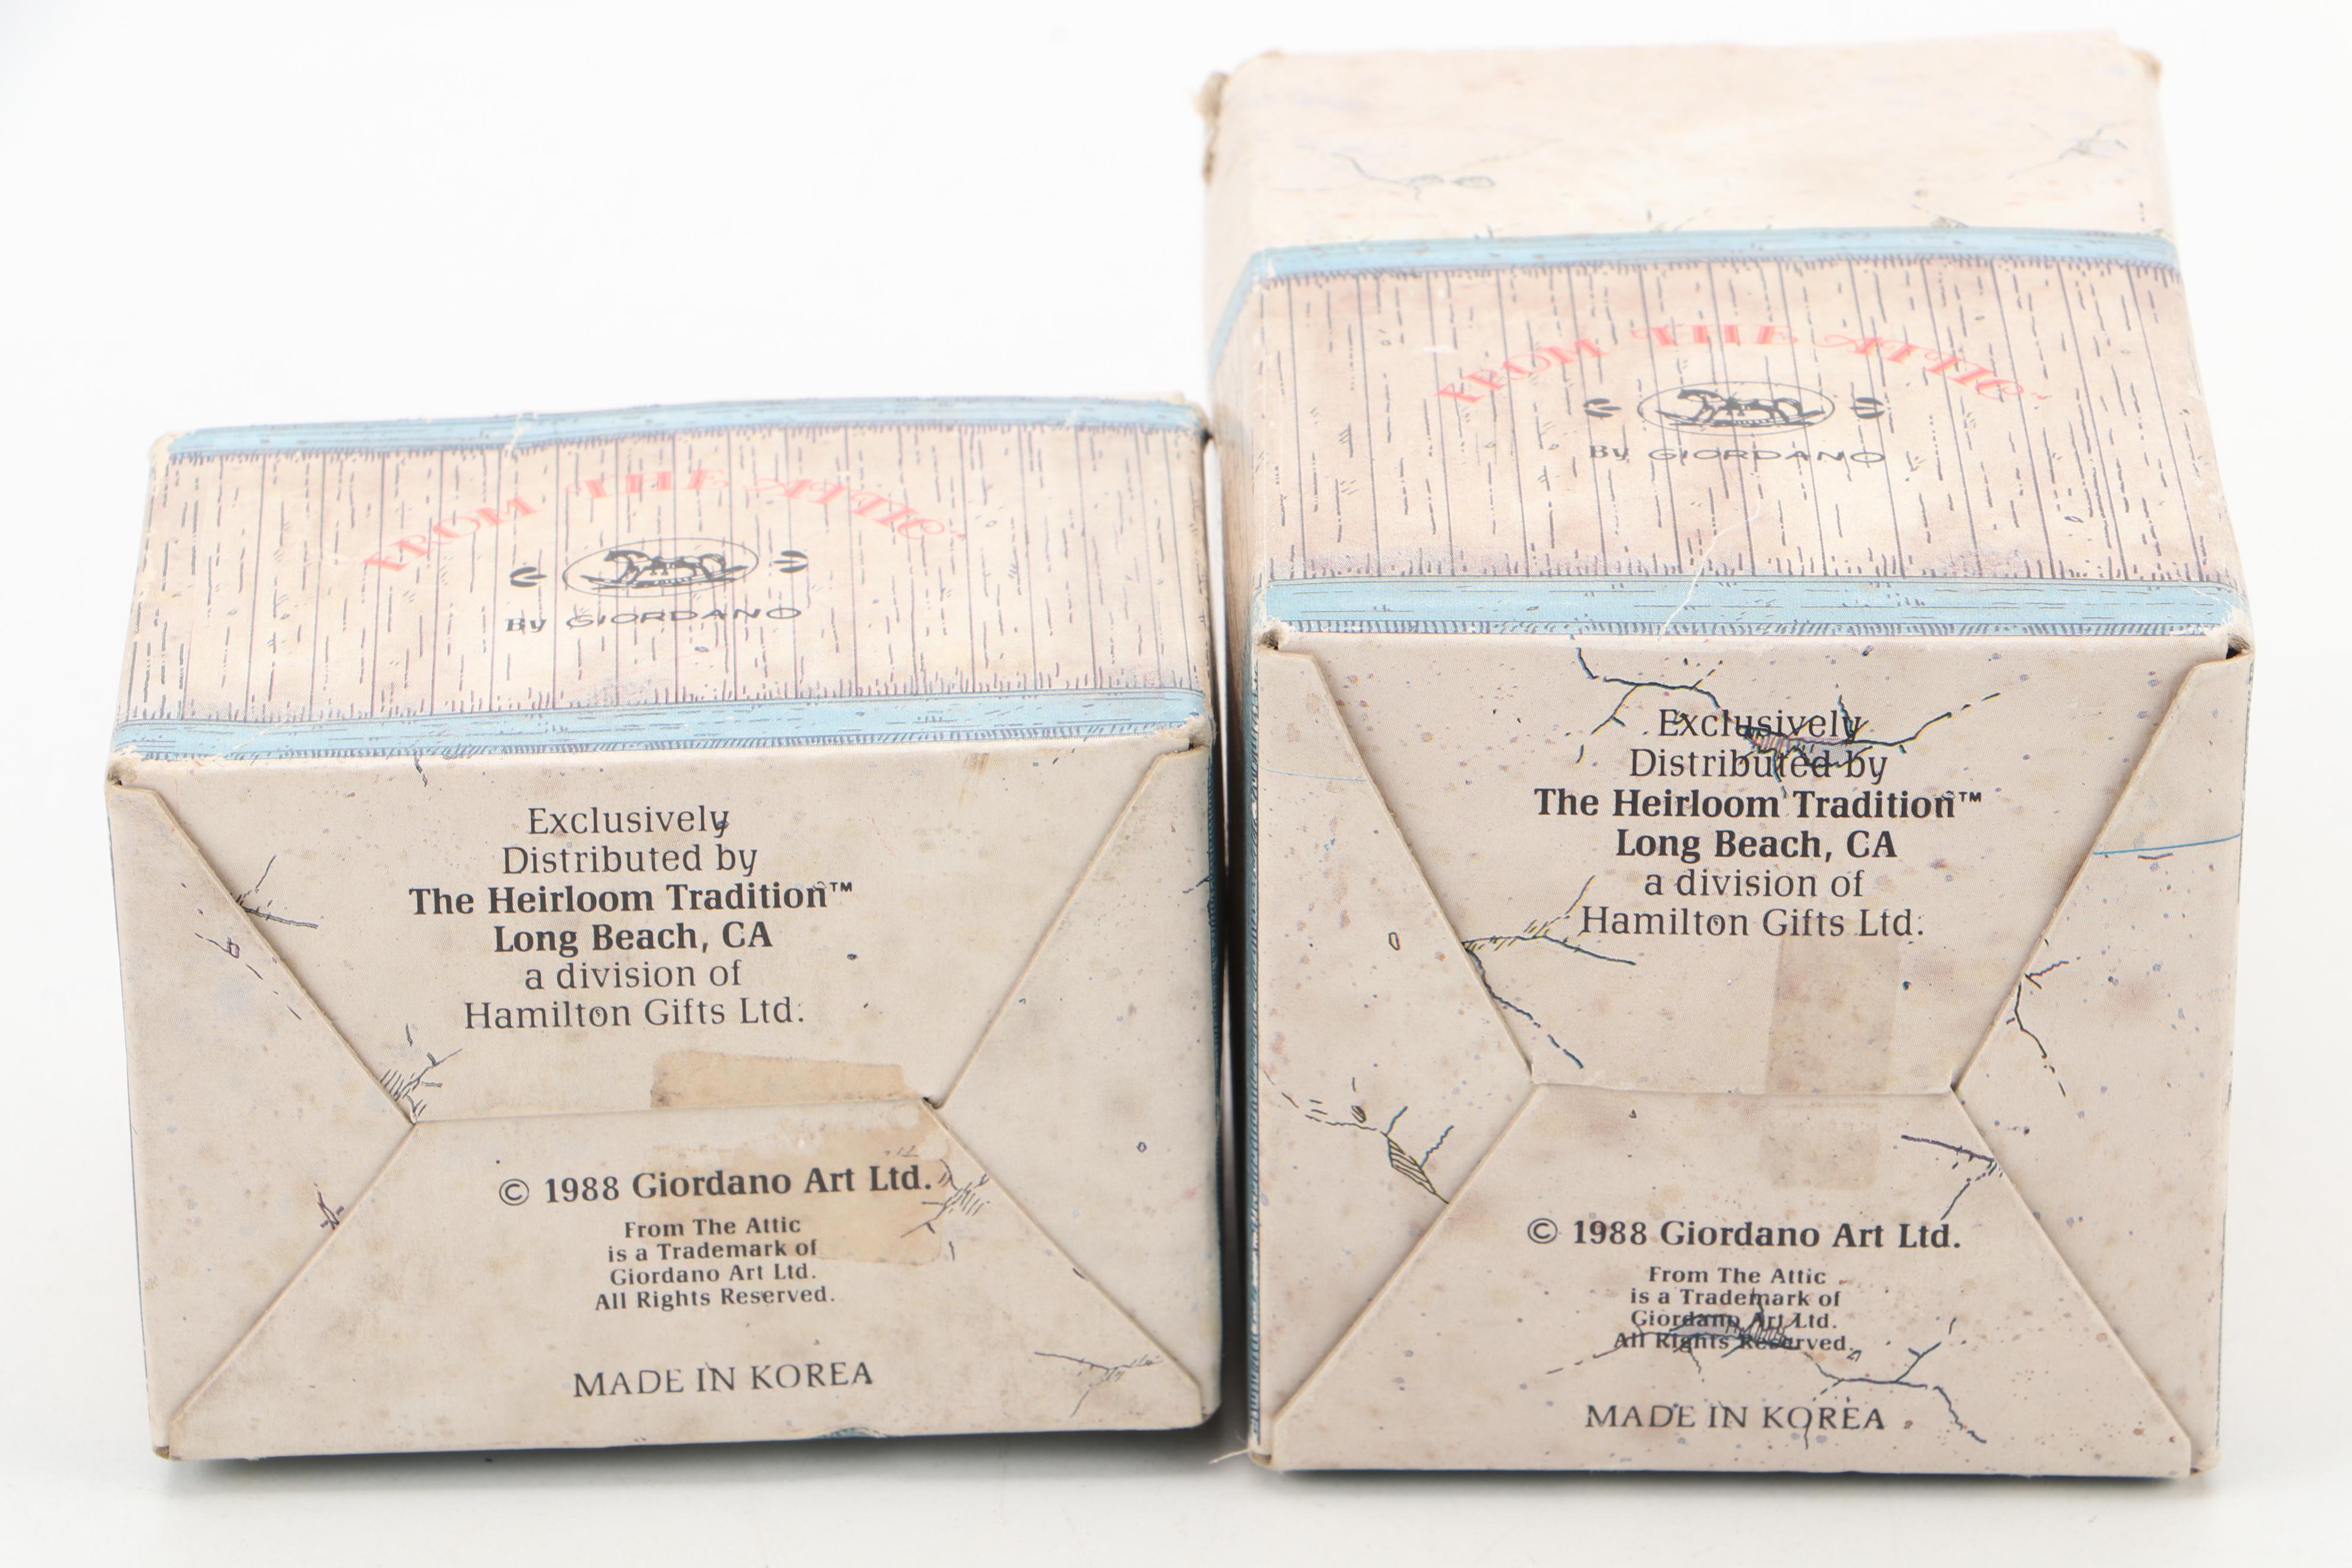 FROM THE ATTIC
By GIORDANO
Exclusively
Distributed by
The Heirloom Tradition™
Long Beach, CA
a division of
Hamilton Gifts Ltd.
© 1988 Giordano Art Ltd.
From The Attic
is a Trademark of
Giordano Art Ltd.
All Rights Reserved.
MADE IN KOREA
FROM THE ATTIC
By GIORDANO
Exclusively
Distributed by
The Heirloom Tradition™
Long Beach, CA
a division of
Hamilton Gifts Ltd.
© 1988 Giordano Art Ltd.
From The Attic
is a Trademark of
Giordano Art Ltd.
All Rights Reserved.
MADE IN KOREA